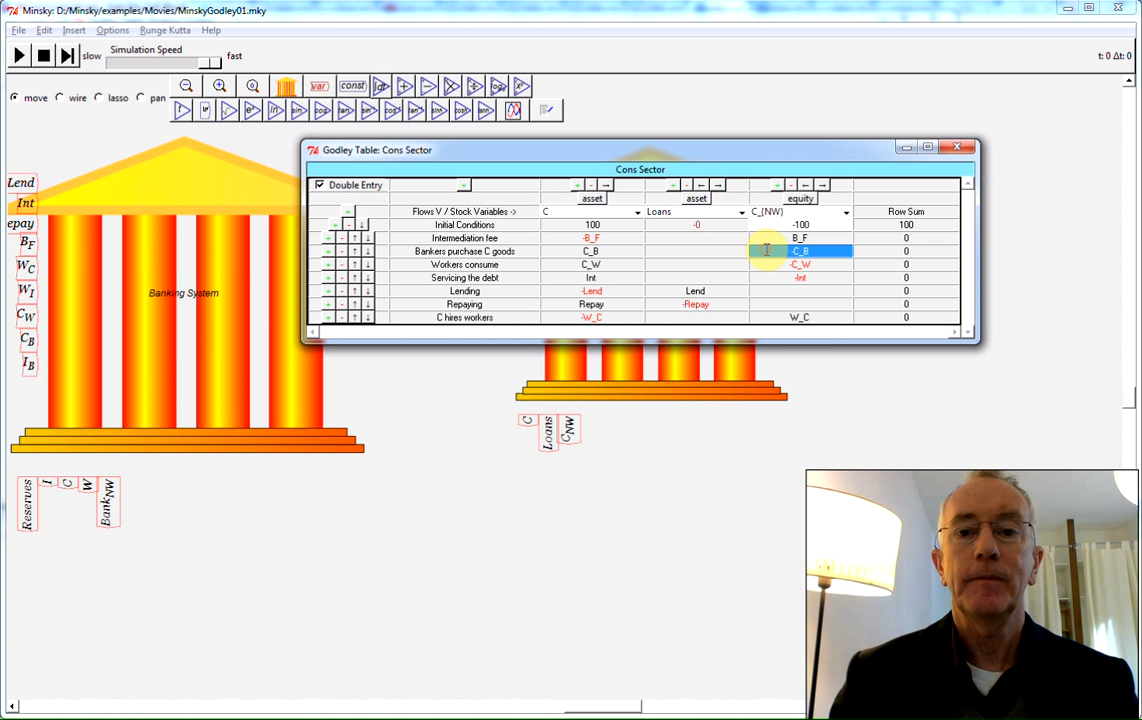 Minsky: D:/Minsky/examples/Movies/MinskyGodley01.mky
File Edit Insert Options Runge Kutta Help
Simulation Speed
slow fast
t: 0 Δt: 0
var const
move wire lasso pan
Godley Table: Cons Sector
Cons Sector
Double Entry
asset asset equity
Flows V / Stock Variables -> C Loans C_{NW} Row Sum
Initial Conditions 100 -0 -100 100
Intermediation fee -B_F B_F 0
Bankers purchase C goods C_B -C_B 0
Workers consume C_W -C_W 0
Servicing the debt Int -Int 0
Lending -Lend Lend 0
Repaying Repay -Repay 0
C hires workers -W_C W_C 0
Lend
Int
epay
B_F
W_C
W_I
C_W
C_B
I_B
Banking System
Reserves I C W Bank_NW
C Loans C_NW